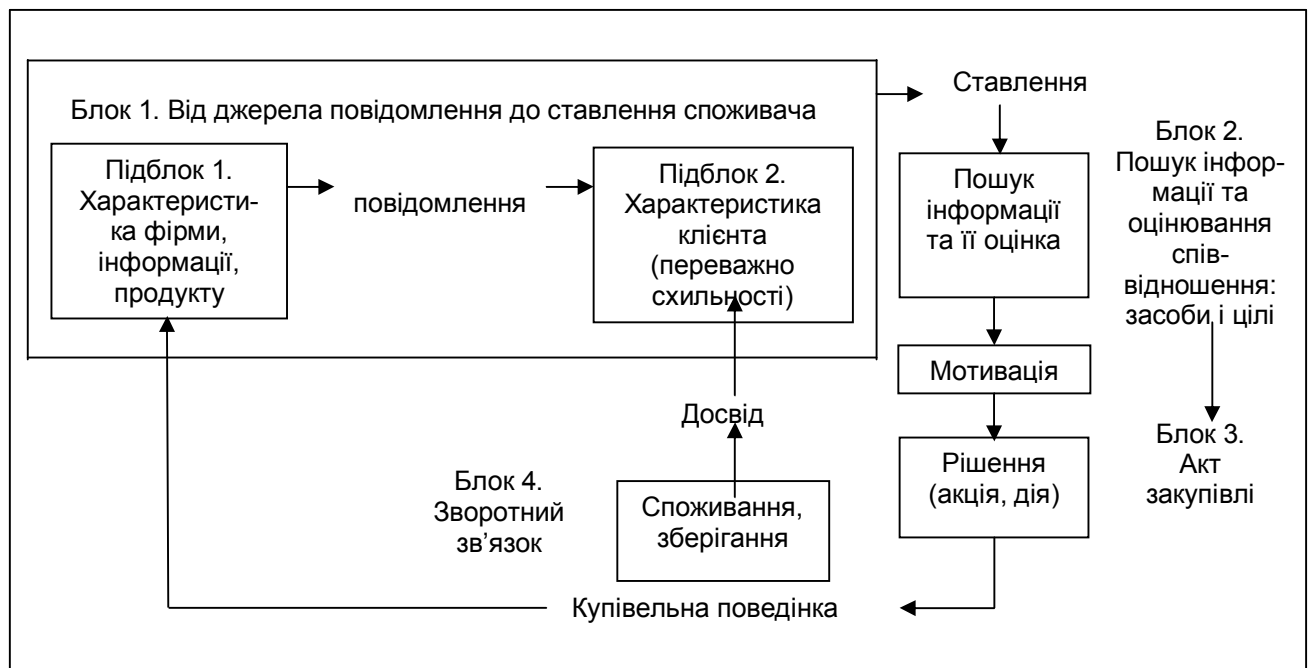 Блок 1. Від джерела повідомлення до ставлення споживача
Підблок 1.
Характеристи-
ка фірми,
інформації,
продукту
повідомлення
Підблок 2.
Характеристика
клієнта
(переважно
схильності)
Ставлення
Пошук
інформації
та її оцінка
Мотивація
Рішення
(акція, дія)
Блок 2.
Пошук інфор-
мації та
оцінювання
спів-
відношення:
засоби і цілі
Блок 3.
Акт
закупівлі
Досвід
Блок 4.
Зворотний
зв’язок
Споживання,
зберігання
Купівельна поведінка